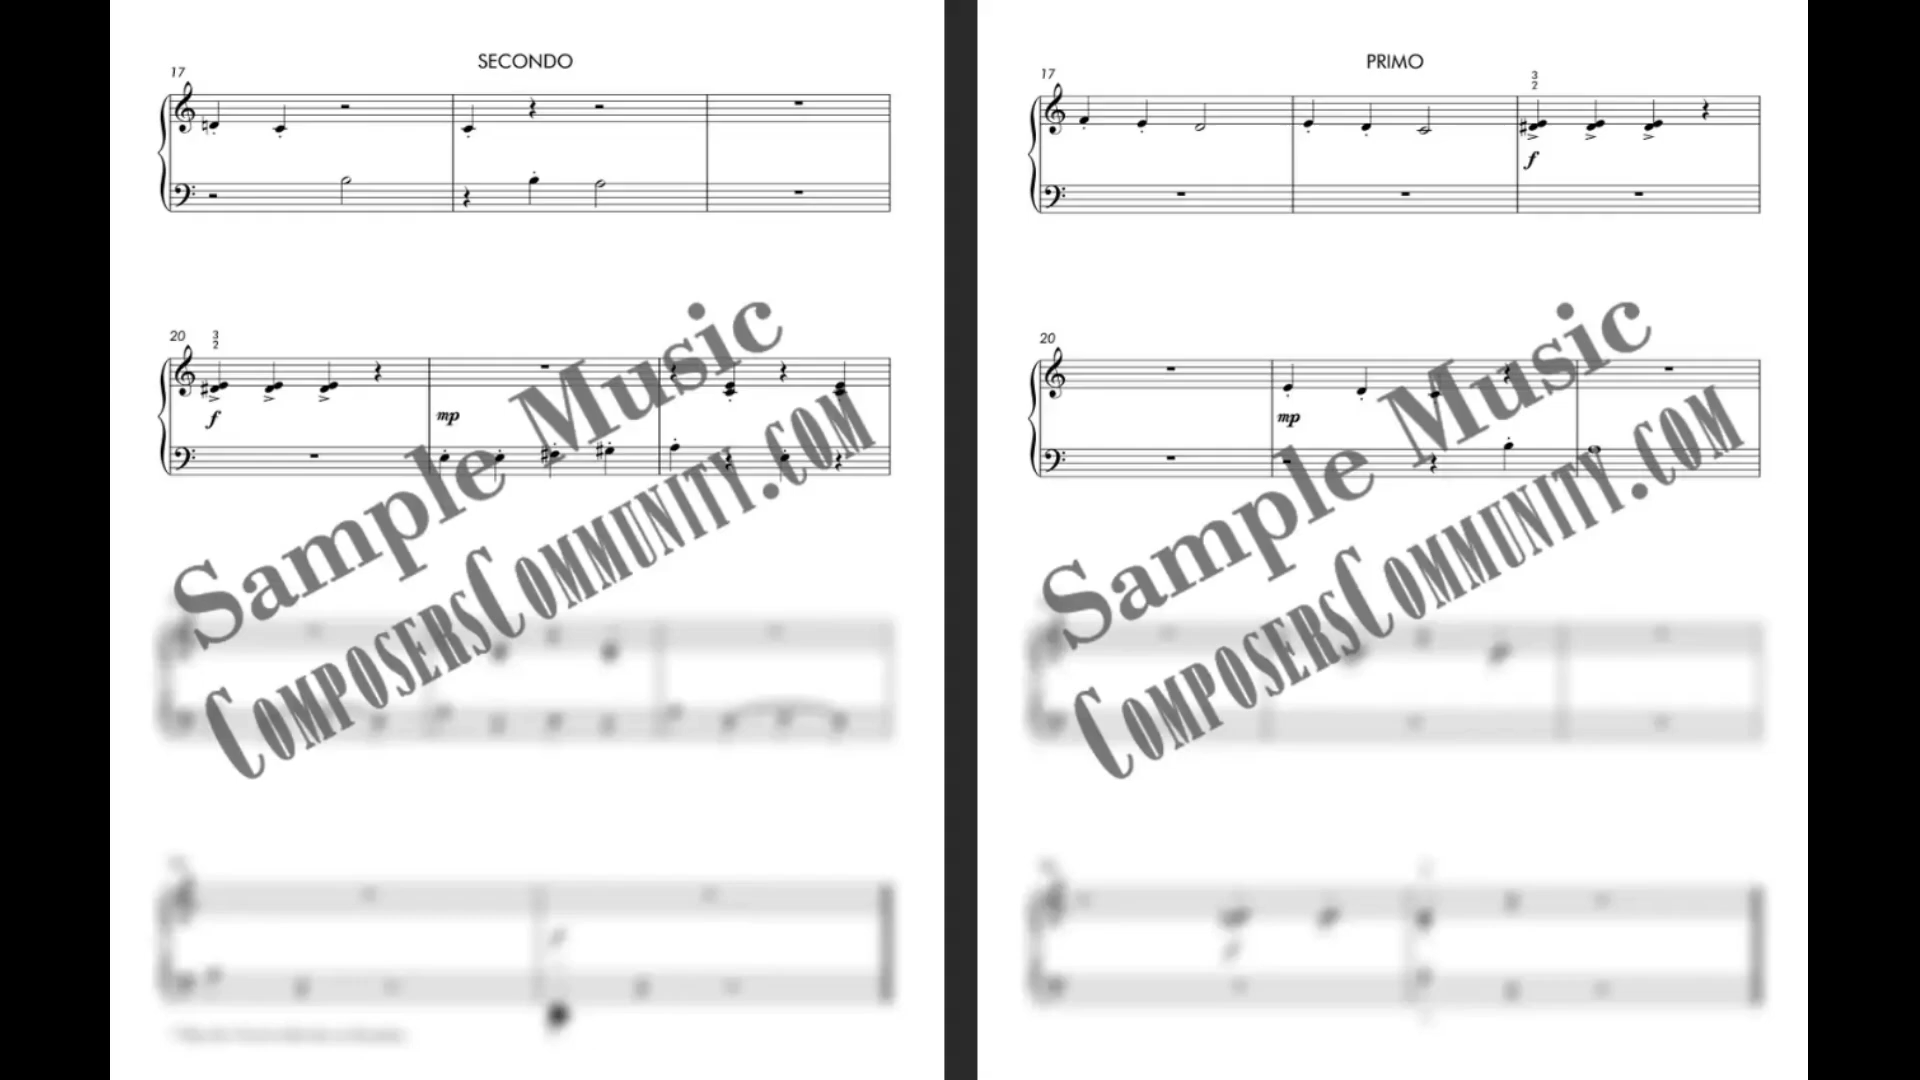 SECONDO
17
20
3
2
f
mp
Sample Music
COMPOSERSCOMMUNITY.COM
PRIMO
17
3
2
f
20
mp
Sample Music
COMPOSERSCOMMUNITY.COM